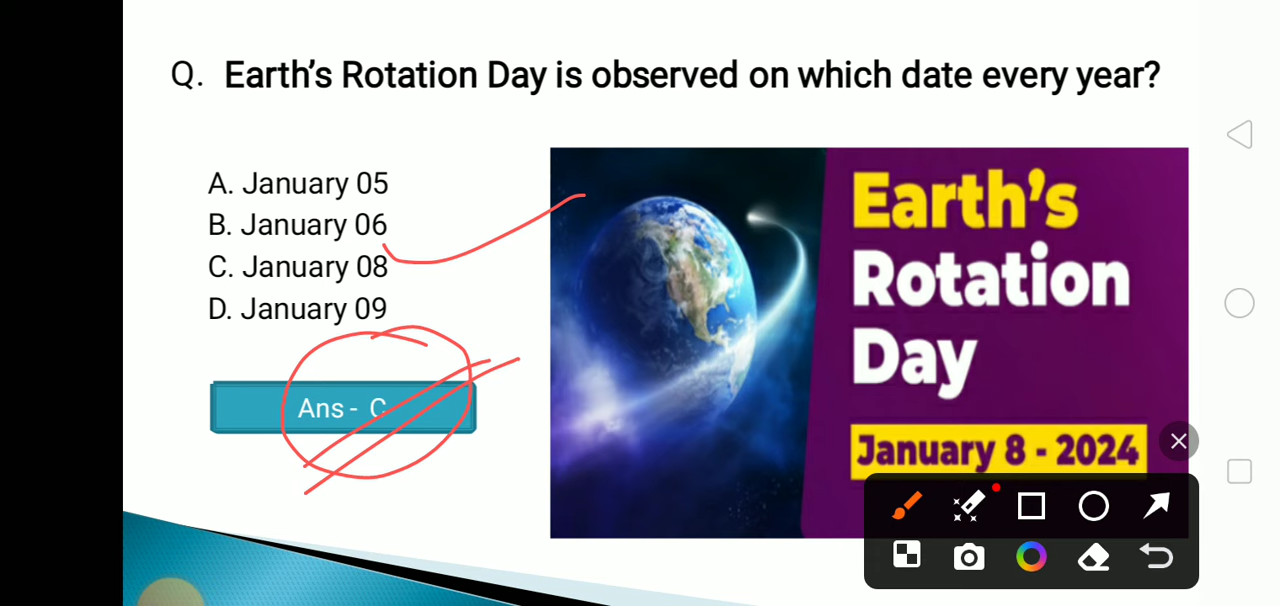 Q. Earth's Rotation Day is observed on which date every year?
A. January 05
B. January 06
C. January 08
D. January 09
Ans - C
Earth's
Rotation
Day
January 8 - 2024